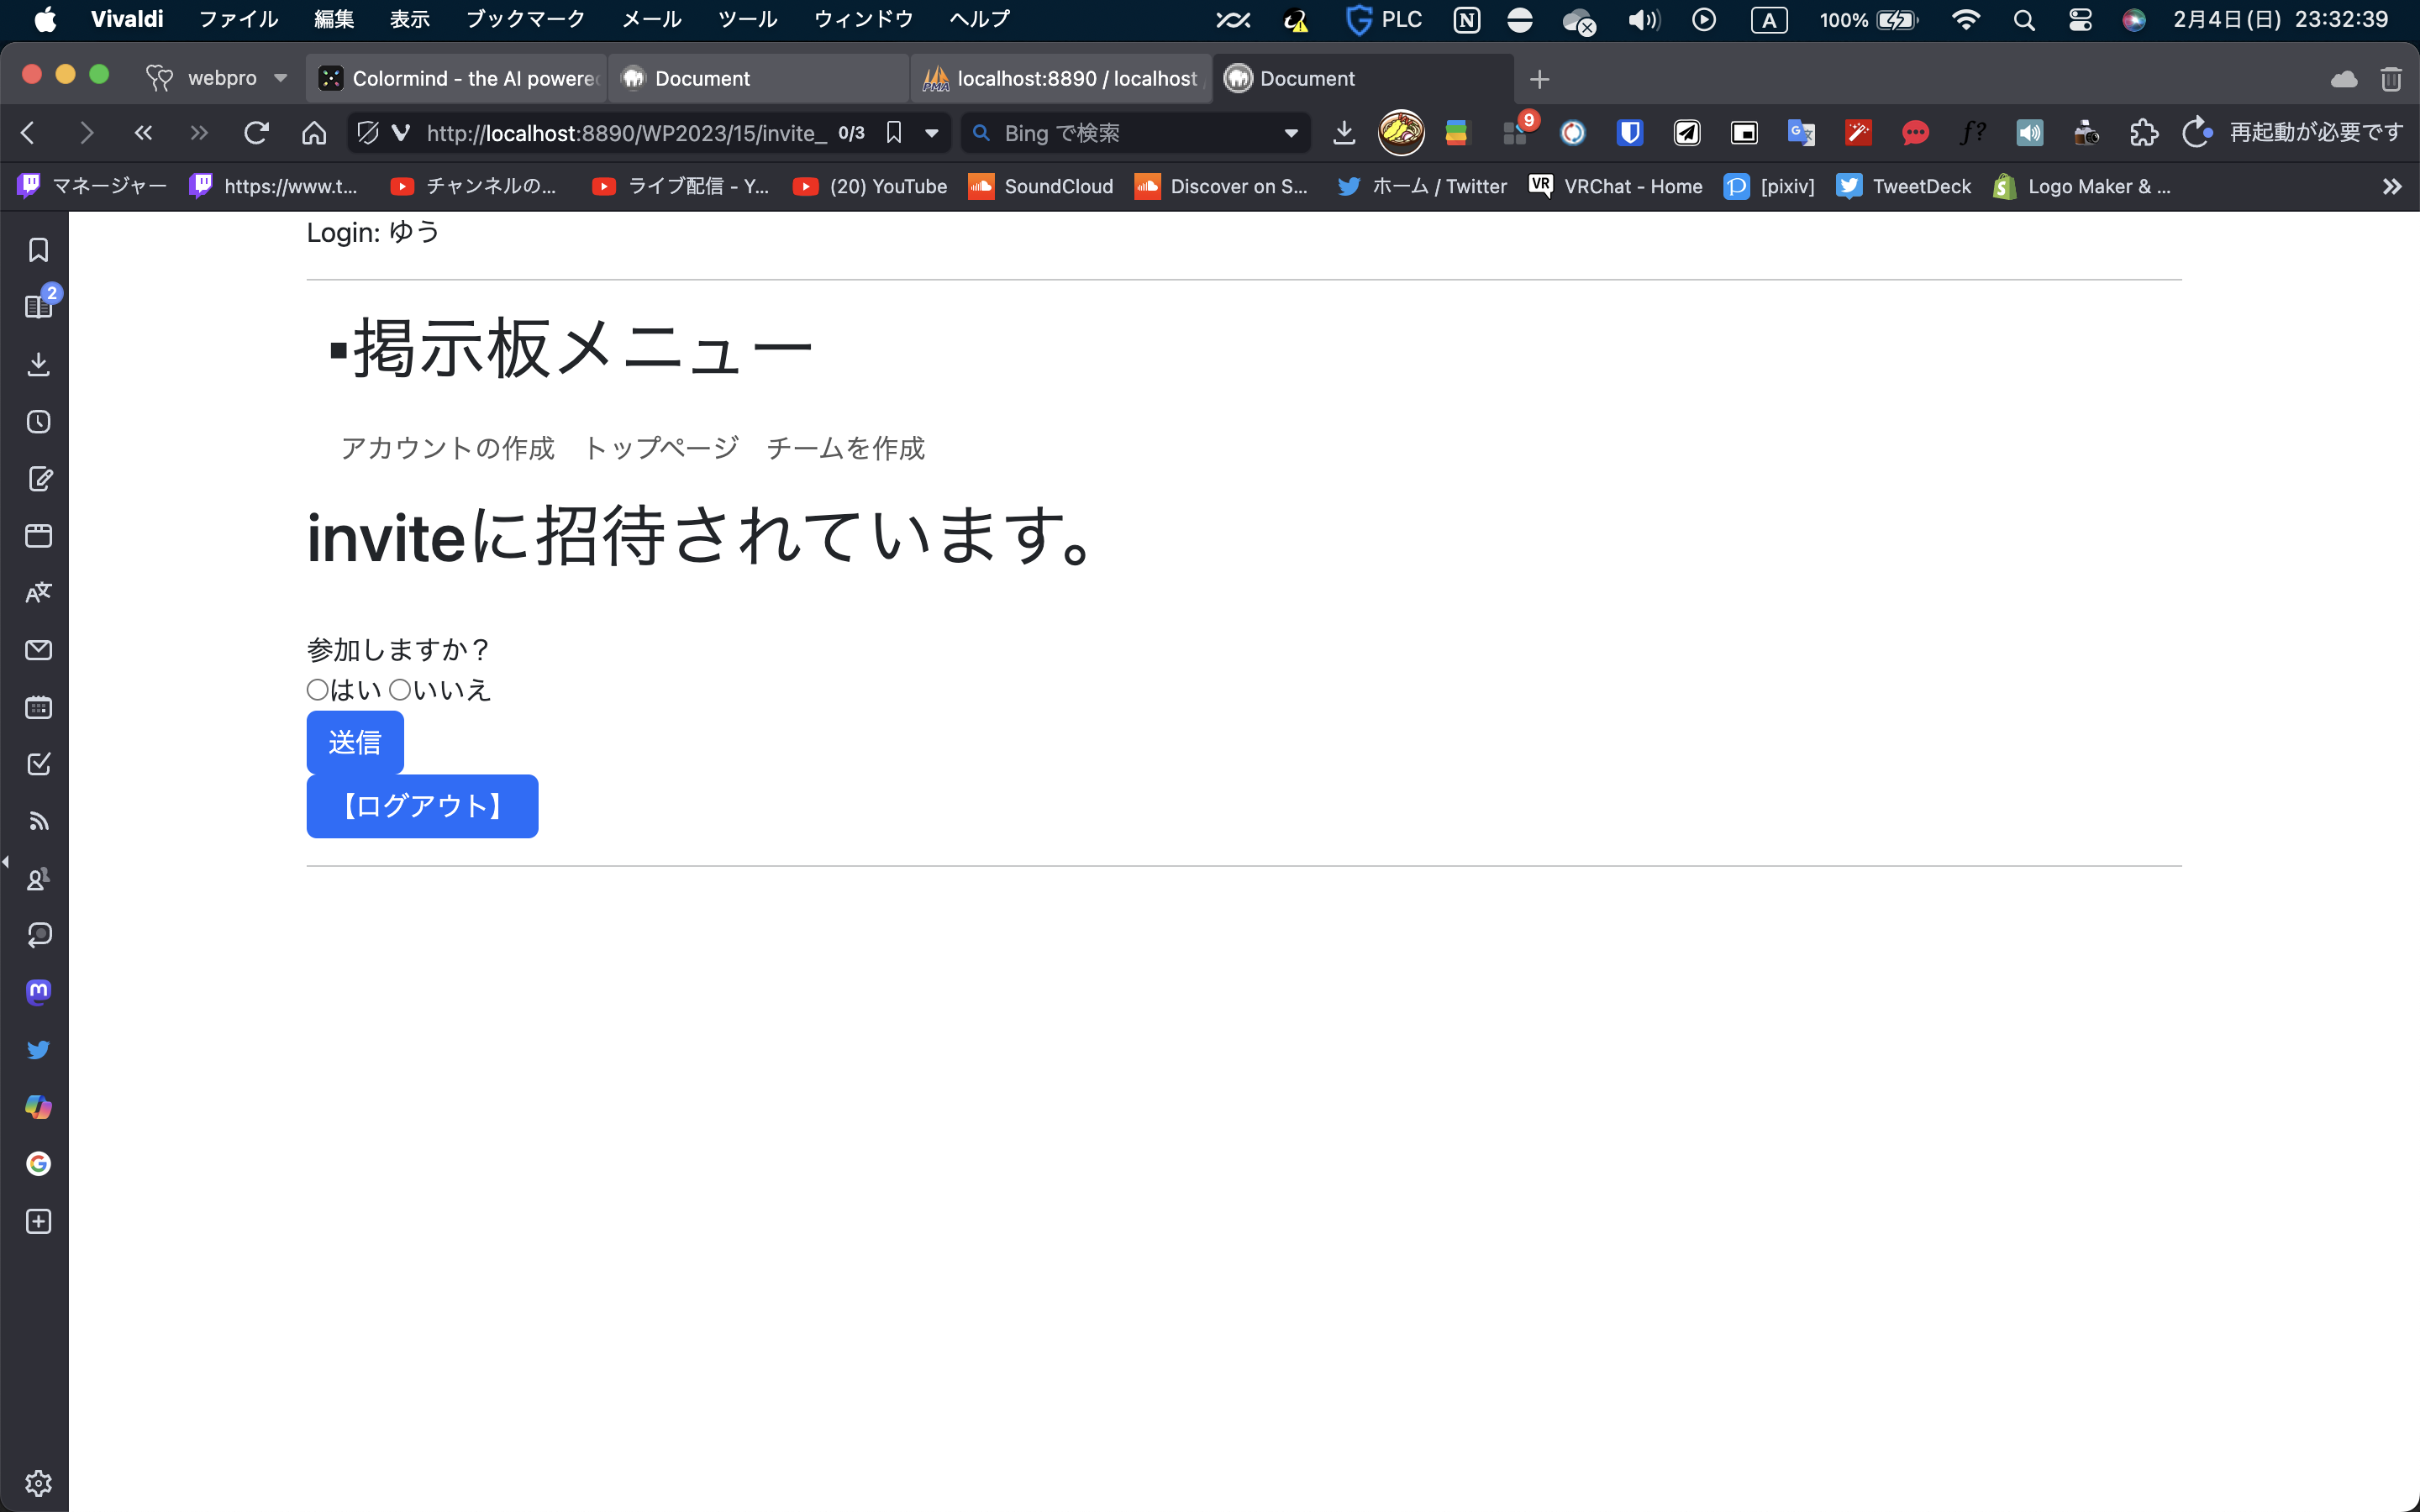 Vivaldi ファイル 編集 表示 ブックマーク メール ツール ウィンドウ ヘルプ PLC A 100% 2月4日(日) 23:32:39
webpro Colormind - the AI powere Document localhost:8890 / localhost Document
http://localhost:8890/WP2023/15/invite_ 0/3 Bing で検索 9 再起動が必要です
マネージャー https://www.t... チャンネルの... ライブ配信 - Y... (20) YouTube SoundCloud Discover on S... ホーム / Twitter VRChat - Home [pixiv] TweetDeck Logo Maker & ...
2
Login: ゆう
▪掲示板メニュー
アカウントの作成 トップページ チームを作成
inviteに招待されています。
参加しますか？
はい いいえ
送信
【ログアウト】